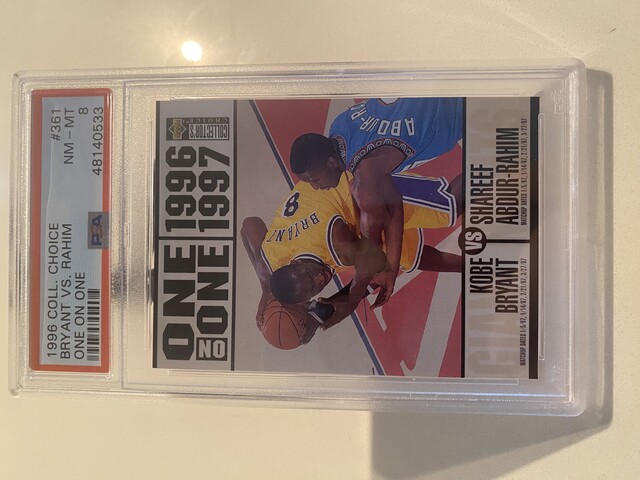 1996 COLL. CHOICE
BRYANT VS. RAHIM
ONE ON ONE
#361
NM - MT
8
48140533
PSA
COLLECTOR'S
CHOICE
ONE 1996
ON ONE 1997
ABDUR-R
BRYANT
8
KOBE
BRYANT
VS
SHAREEF
ABDUR-RAHIM